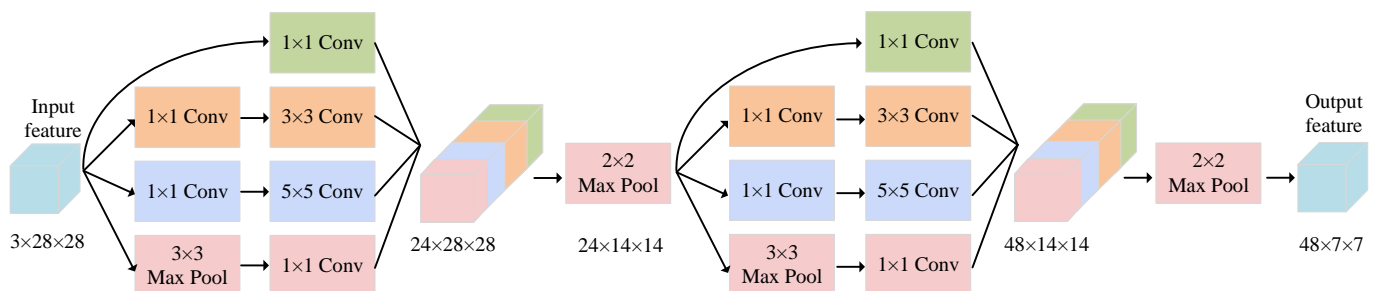 Input
feature
3×28×28
1×1 Conv
1×1 Conv
3×3 Conv
1×1 Conv
5×5 Conv
3×3
Max Pool
1×1 Conv
24×28×28
2×2
Max Pool
24×14×14
1×1 Conv
1×1 Conv
3×3 Conv
1×1 Conv
5×5 Conv
3×3
Max Pool
1×1 Conv
48×14×14
2×2
Max Pool
Output
feature
48×7×7